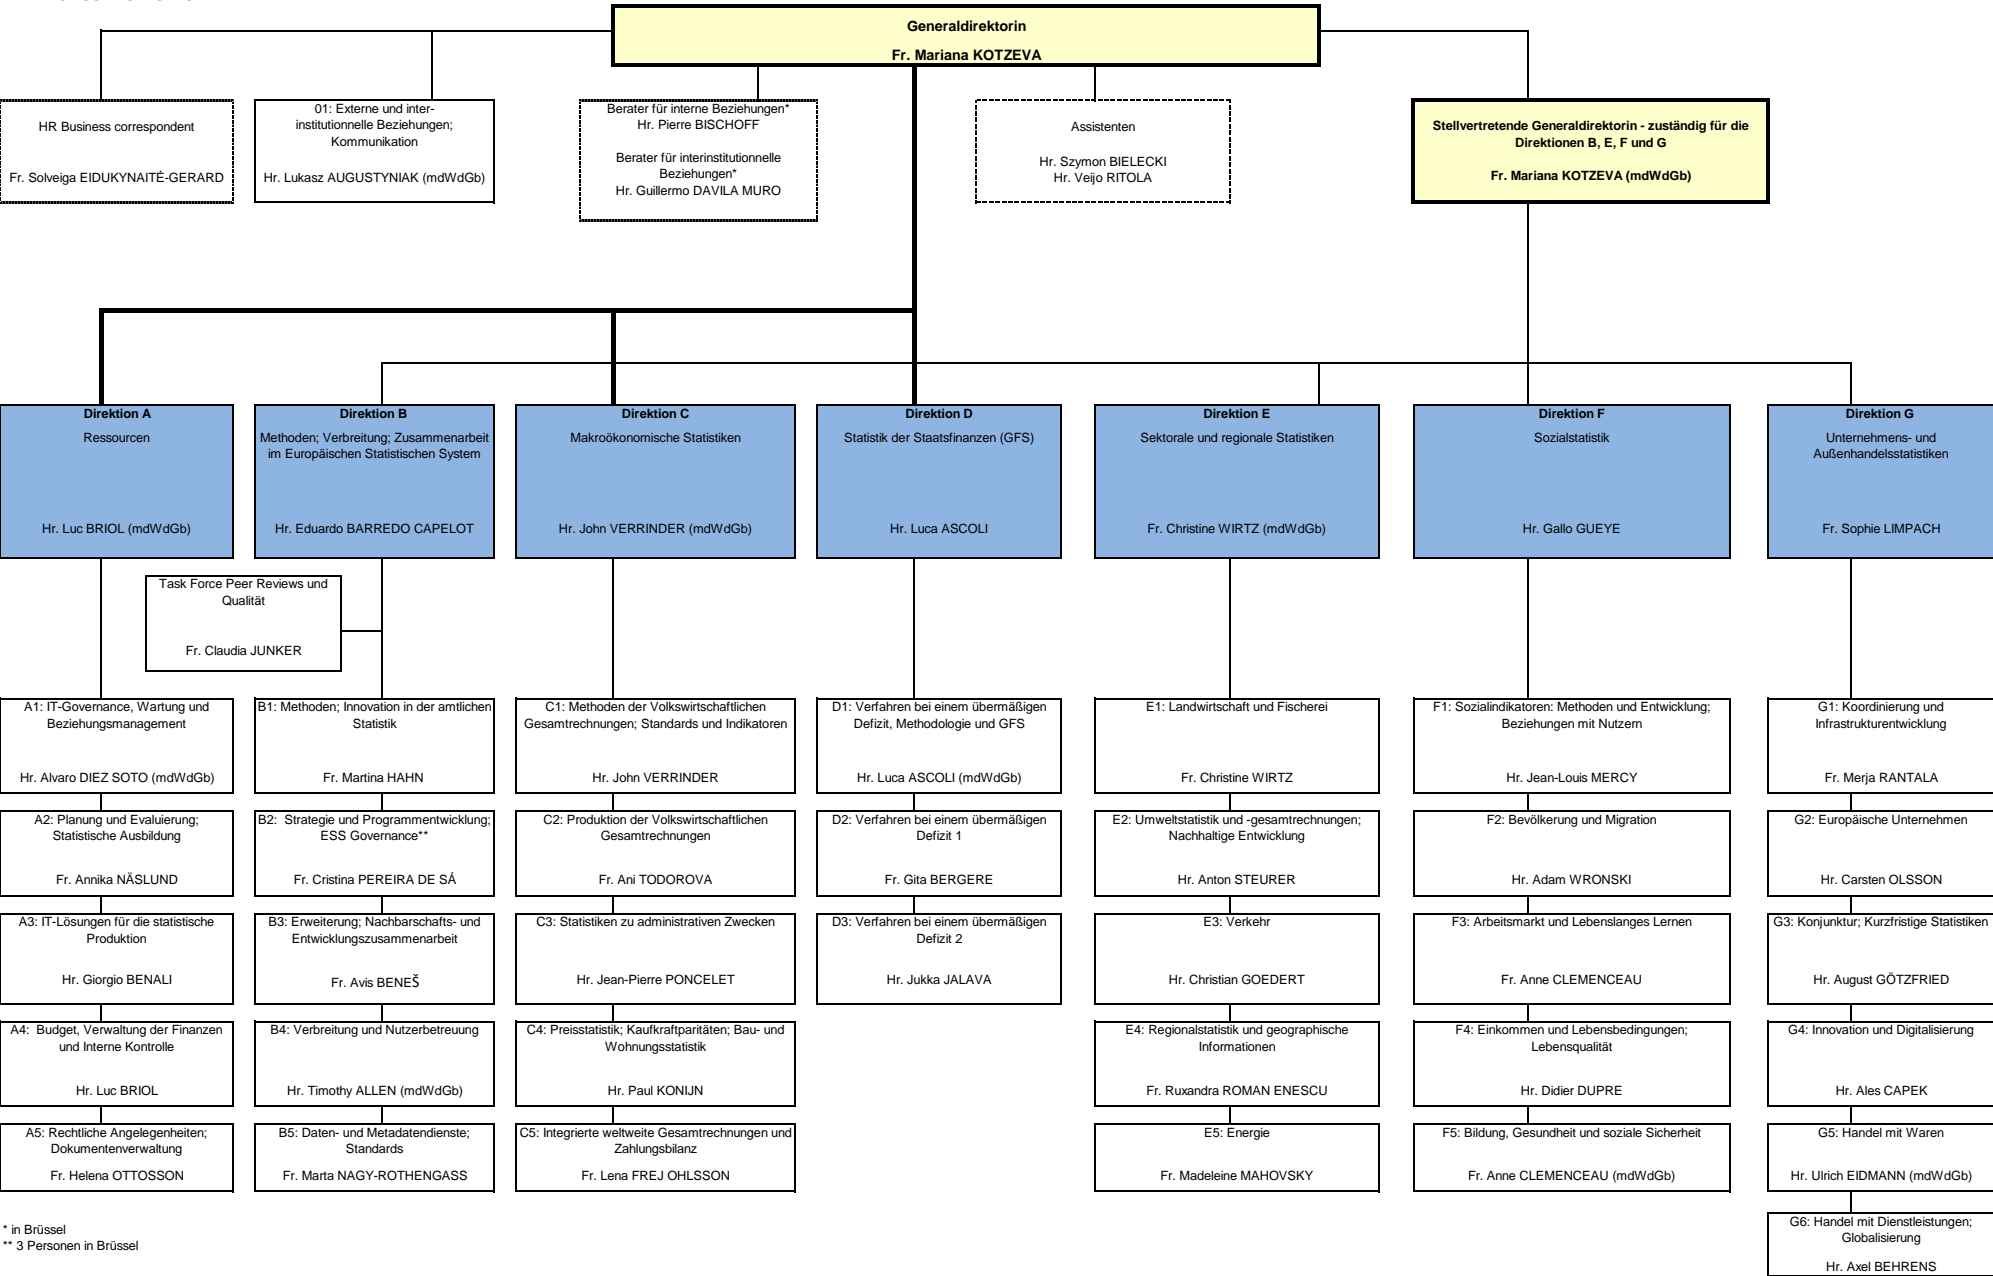 Generaldirektorin
Fr. Mariana KOTZEVA
HR Business correspondent
Fr. Solveiga EIDUKYNAITĖ-GERARD
01: Externe und inter-
institutionnelle Beziehungen;
Kommunikation
Hr. Lukasz AUGUSTYNIAK (mdWdGb)
Berater für interne Beziehungen*
Hr. Pierre BISCHOFF
Berater für interinstitutionnelle
Beziehungen*
Hr. Guillermo DAVILA MURO
Assistenten
Hr. Szymon BIELECKI
Hr. Veijo RITOLA
Stellvertretende Generaldirektorin - zuständig für die
Direktionen B, E, F und G
Fr. Mariana KOTZEVA (mdWdGb)
Direktion A
Ressourcen
Hr. Luc BRIOL (mdWdGb)
Direktion B
Methoden; Verbreitung; Zusammenarbeit
im Europäischen Statistischen System
Hr. Eduardo BARREDO CAPELOT
Direktion C
Makroökonomische Statistiken
Hr. John VERRINDER (mdWdGb)
Direktion D
Statistik der Staatsfinanzen (GFS)
Hr. Luca ASCOLI
Direktion E
Sektorale und regionale Statistiken
Fr. Christine WIRTZ (mdWdGb)
Direktion F
Sozialstatistik
Hr. Gallo GUEYE
Direktion G
Unternehmens- und
Außenhandelsstatistiken
Fr. Sophie LIMPACH
Task Force Peer Reviews und
Qualität
Fr. Claudia JUNKER
A1: IT-Governance, Wartung und
Beziehungsmanagement
Hr. Alvaro DIEZ SOTO (mdWdGb)
B1: Methoden; Innovation in der amtlichen
Statistik
Fr. Martina HAHN
C1: Methoden der Volkswirtschaftlichen
Gesamtrechnungen; Standards und Indikatoren
Hr. John VERRINDER
D1: Verfahren bei einem übermäßigen
Defizit, Methodologie und GFS
Hr. Luca ASCOLI (mdWdGb)
E1: Landwirtschaft und Fischerei
Fr. Christine WIRTZ
F1: Sozialindikatoren: Methoden und Entwicklung;
Beziehungen mit Nutzern
Hr. Jean-Louis MERCY
G1: Koordinierung und
Infrastrukturentwicklung
Fr. Merja RANTALA
A2: Planung und Evaluierung;
Statistische Ausbildung
Fr. Annika NÄSLUND
B2: Strategie und Programmentwicklung;
ESS Governance**
Fr. Cristina PEREIRA DE SÁ
C2: Produktion der Volkswirtschaftlichen
Gesamtrechnungen
Fr. Ani TODOROVA
D2: Verfahren bei einem übermäßigen
Defizit 1
Fr. Gita BERGERE
E2: Umweltstatistik und -gesamtrechnungen;
Nachhaltige Entwicklung
Hr. Anton STEURER
F2: Bevölkerung und Migration
Hr. Adam WRONSKI
G2: Europäische Unternehmen
Hr. Carsten OLSSON
A3: IT-Lösungen für die statistische
Produktion
Hr. Giorgio BENALI
B3: Erweiterung; Nachbarschafts- und
Entwicklungszusammenarbeit
Fr. Avis BENEŠ
C3: Statistiken zu administrativen Zwecken
Hr. Jean-Pierre PONCELET
D3: Verfahren bei einem übermäßigen
Defizit 2
Hr. Jukka JALAVA
E3: Verkehr
Hr. Christian GOEDERT
F3: Arbeitsmarkt und Lebenslanges Lernen
Fr. Anne CLEMENCEAU
G3: Konjunktur; Kurzfristige Statistiken
Hr. August GÖTZFRIED
A4: Budget, Verwaltung der Finanzen
und Interne Kontrolle
Hr. Luc BRIOL
B4: Verbreitung und Nutzerbetreuung
Hr. Timothy ALLEN (mdWdGb)
C4: Preisstatistik; Kaufkraftparitäten; Bau- und
Wohnungsstatistik
Hr. Paul KONIJN
E4: Regionalstatistik und geographische
Informationen
Fr. Ruxandra ROMAN ENESCU
F4: Einkommen und Lebensbedingungen;
Lebensqualität
Hr. Didier DUPRE
G4: Innovation und Digitalisierung
Hr. Ales CAPEK
A5: Rechtliche Angelegenheiten;
Dokumentenverwaltung
Fr. Helena OTTOSSON
B5: Daten- und Metadatendienste;
Standards
Fr. Marta NAGY-ROTHENGASS
C5: Integrierte weltweite Gesamtrechnungen und
Zahlungsbilanz
Fr. Lena FREJ OHLSSON
E5: Energie
Fr. Madeleine MAHOVSKY
F5: Bildung, Gesundheit und soziale Sicherheit
Fr. Anne CLEMENCEAU (mdWdGb)
G5: Handel mit Waren
Hr. Ulrich EIDMANN (mdWdGb)
G6: Handel mit Dienstleistungen;
Globalisierung
Hr. Axel BEHRENS
* in Brüssel
** 3 Personen in Brüssel